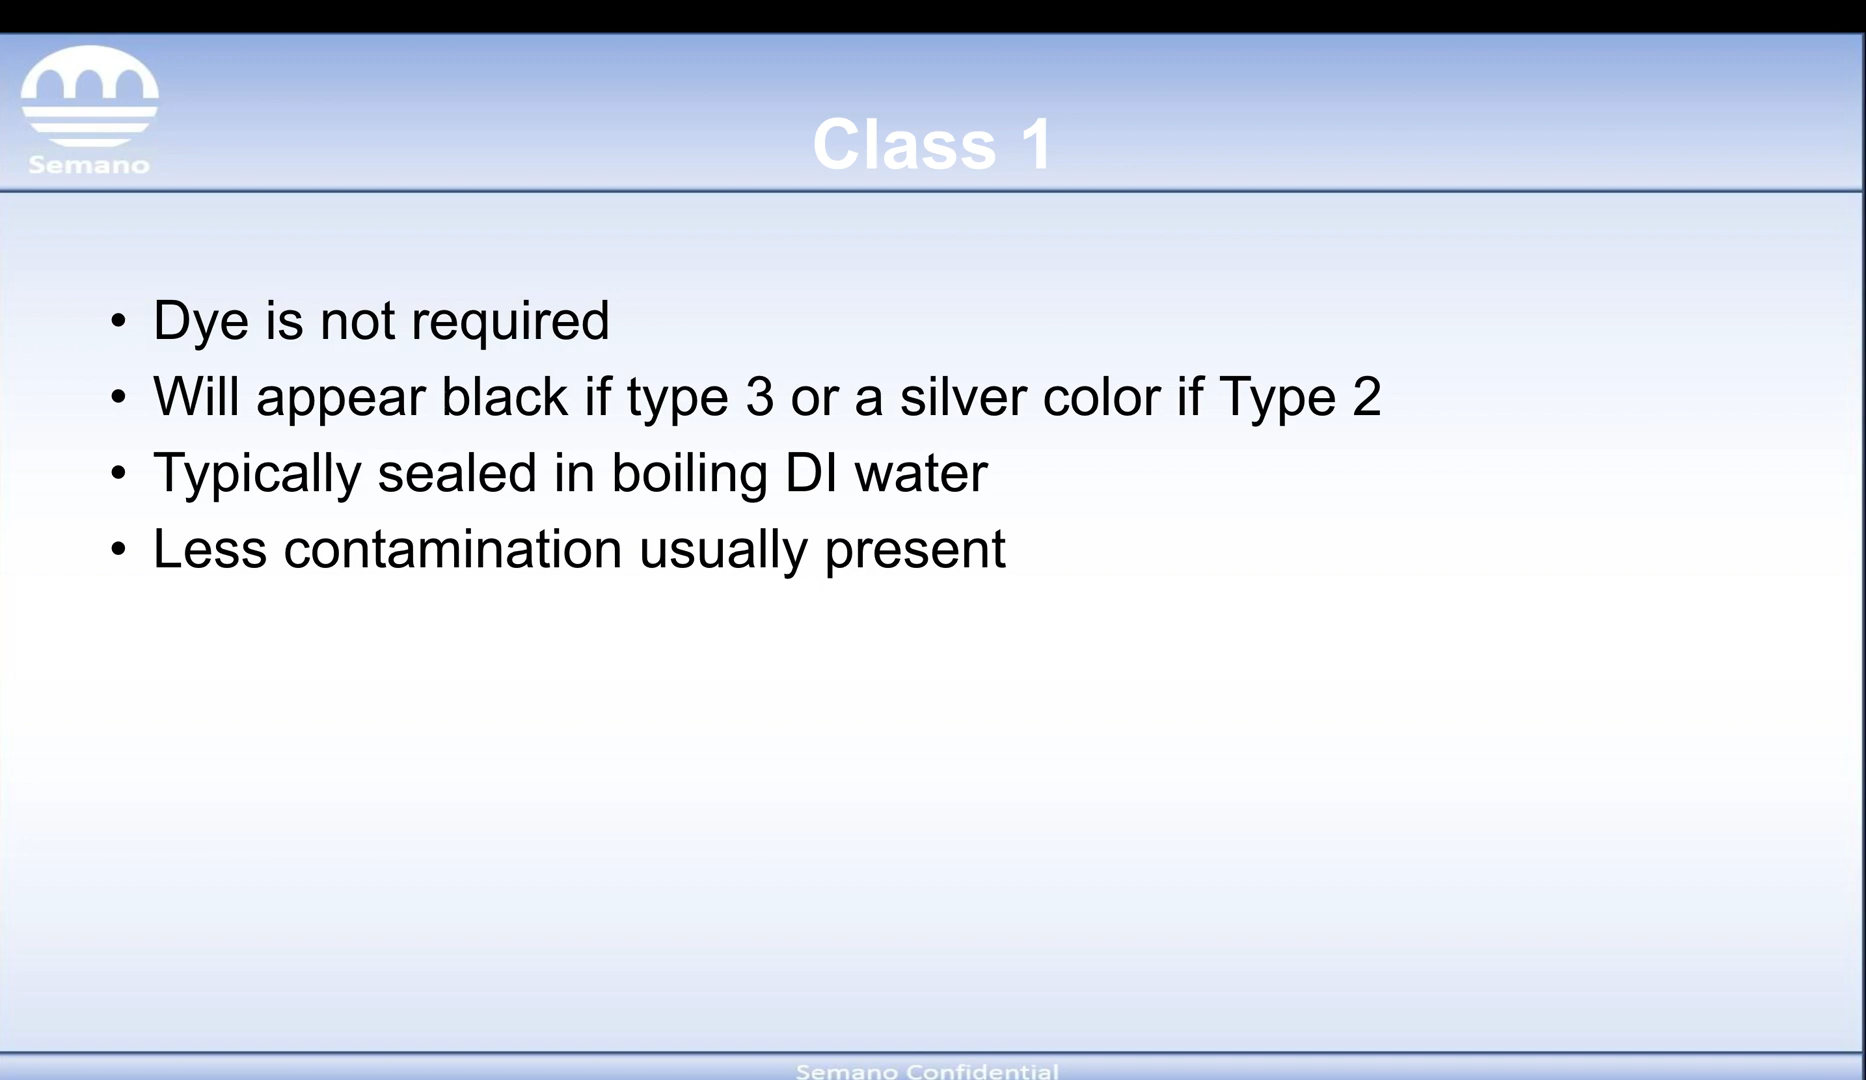 Semano
Class 1
• Dye is not required
• Will appear black if type 3 or a silver color if Type 2
• Typically sealed in boiling DI water
• Less contamination usually present
Semano Confidential